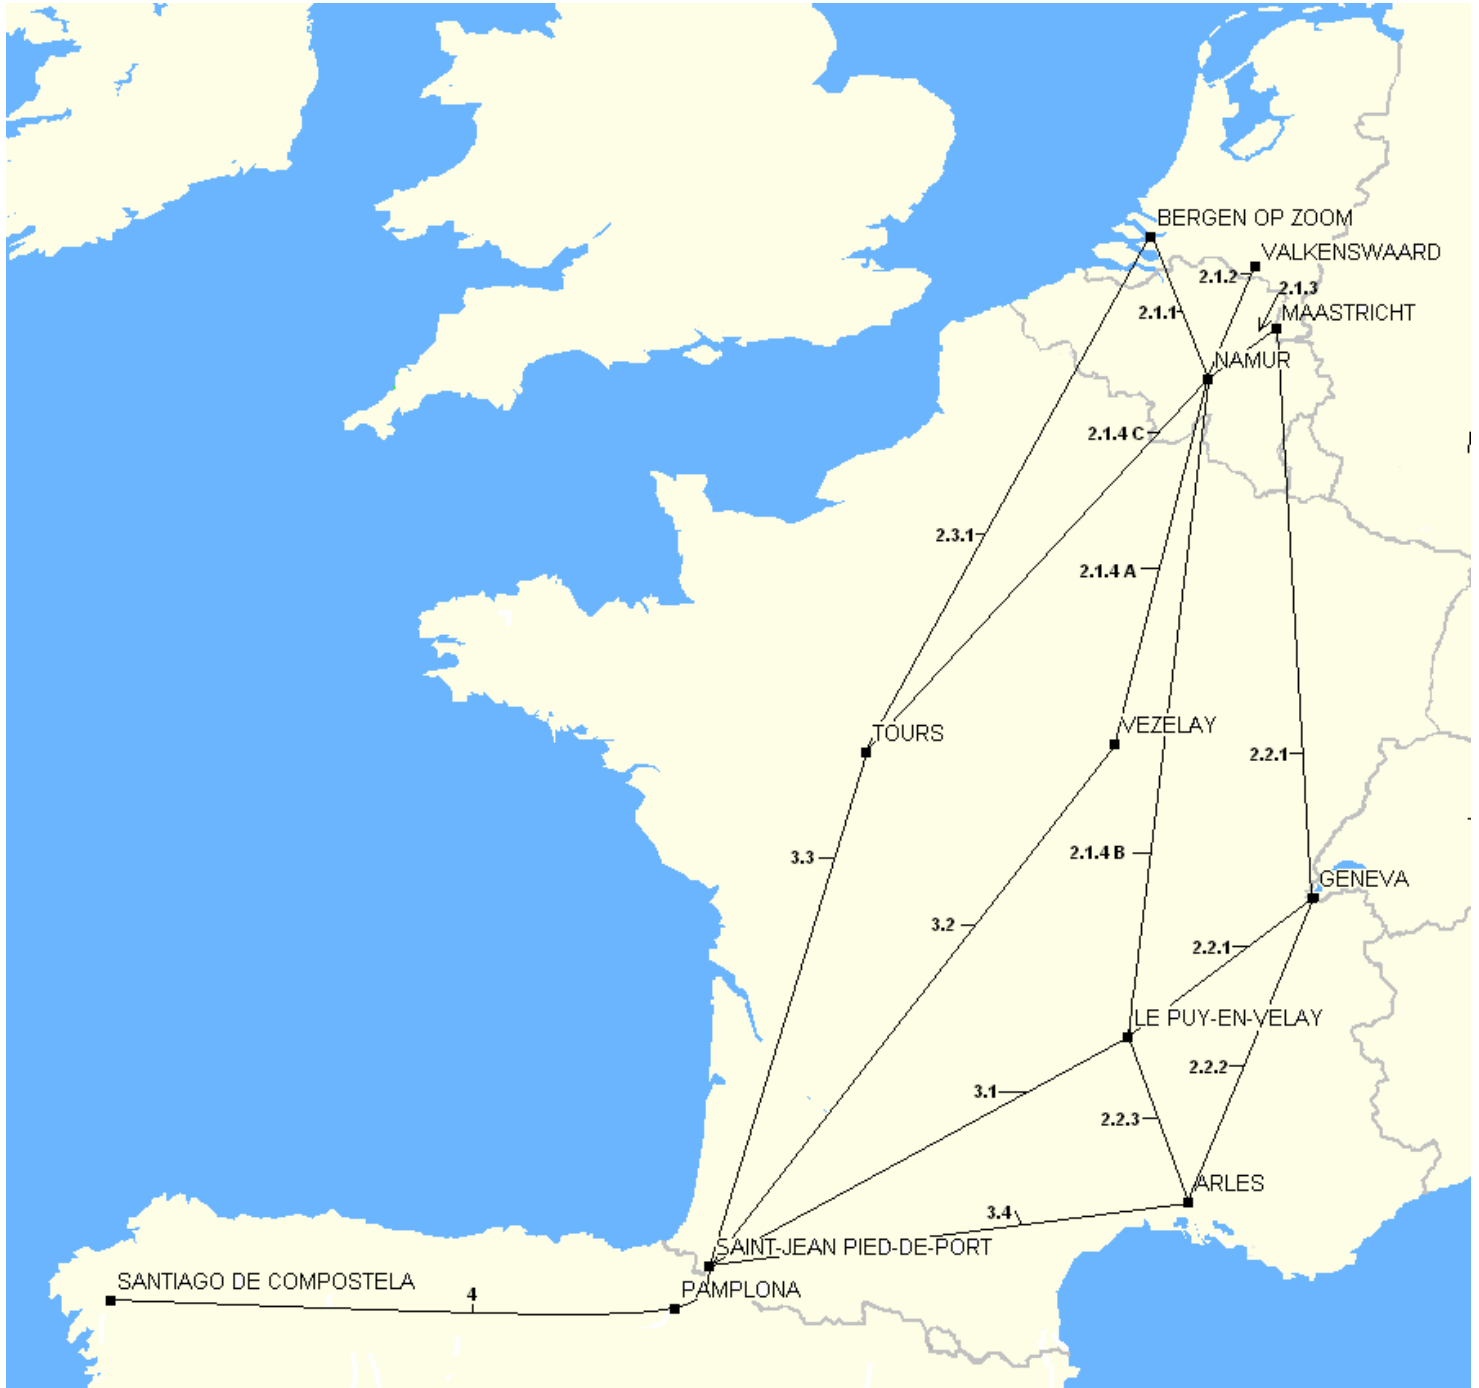 BERGEN OP ZOOM
VALKENSWAARD
2.1.2
2.1.3
2.1.1
MAASTRICHT
NAMUR
2.1.4 C
2.3.1
2.1.4 A
TOURS
VEZELAY
2.2.1
3.3
2.1.4 B
GENEVA
3.2
2.2.1
LE PUY-EN-VELAY
2.2.2
3.1
2.2.3
ARLES
3.4
SAINT-JEAN PIED-DE-PORT
SANTIAGO DE COMPOSTELA
PAMPLONA
4